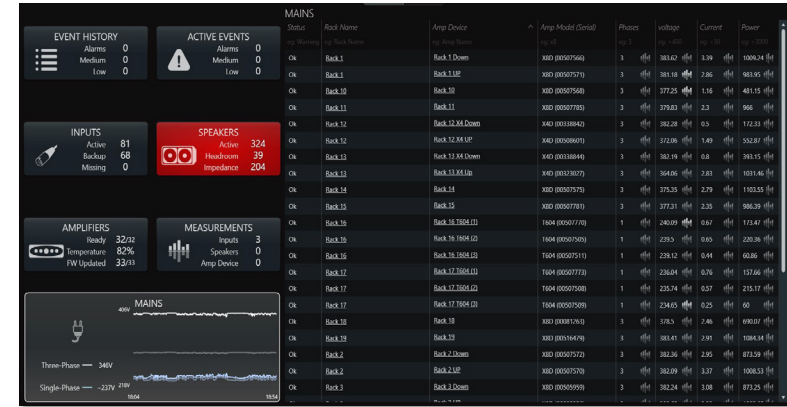 EVENT HISTORY
Alarms 0
Medium 0
Low 0
ACTIVE EVENTS
Alarms 0
Medium 0
Low 0
INPUTS
Active 81
Backup 68
Missing 0
SPEAKERS
Active 324
Headroom 39
Impedance 204
AMPLIFIERS
Ready 32/32
Temperature 82%
FW Updated 33/33
MEASUREMENTS
Inputs 3
Speakers 0
Amp Device 0
MAINS
406V
Three-Phase — 346V
Single-Phase — ~237V
218V
18:04 18:54
MAINS
Status Rack Name Amp Device Amp Model (Serial) Phases voltage Current Power
Ok Rack 1 Rack 1 Down X8D (00507566) 3 383.62 3.39 1009.24
Ok Rack 1 Rack 1 UP X8D (00507571) 3 381.18 2.86 983.95
Ok Rack 10 Rack 10 X8D (00507568) 3 377.25 1.16 481.15
Ok Rack 11 Rack 11 X8D (00507785) 3 379.83 2.3 966
Ok Rack 12 Rack 12 X4 Down X4D (00338842) 3 382.28 0.5 172.33
Ok Rack 12 Rack 12 X4 UP X4D (00508601) 3 372.06 1.49 552.87
Ok Rack 13 Rack 13 X4 Down X4D (00338844) 3 382.19 0.8 393.15
Ok Rack 13 Rack 13 X4 Up X4D (00323027) 3 364.06 2.83 1031.46
Ok Rack 14 Rack 14 X8D (00507575) 3 375.35 2.79 1103.55
Ok Rack 15 Rack 15 X8D (00507781) 3 377.31 2.35 986.39
Ok Rack 16 Rack 16 T604 (1) T604 (00507770) 1 240.09 0.67 173.47
Ok Rack 16 Rack 16 T604 (2) T604 (00507505) 1 239.5 0.65 220.36
Ok Rack 16 Rack 16 T604 (3) T604 (00507511) 1 239.12 0.44 60.86
Ok Rack 17 Rack 17 T604 (1) T604 (00507773) 1 236.04 0.76 157.66
Ok Rack 17 Rack 17 T604 (2) T604 (00507508) 1 235.74 0.57 215.17
Ok Rack 17 Rack 17 T604 (3) T604 (00507509) 1 234.65 0.25 60
Ok Rack 18 Rack 18 X8D (00081263) 3 378.5 2.46 690.07
Ok Rack 19 Rack 19 X8D (00516479) 3 383.41 2.91 1084.34
Ok Rack 2 Rack 2 Down X8D (00507572) 3 382.36 2.95 873.59
Ok Rack 2 Rack 2 UP X8D (00507570) 3 382.09 3.37 1008.53
Ok Rack 3 Rack 3 Down X8D (00505959) 3 382.24 3.08 873.25